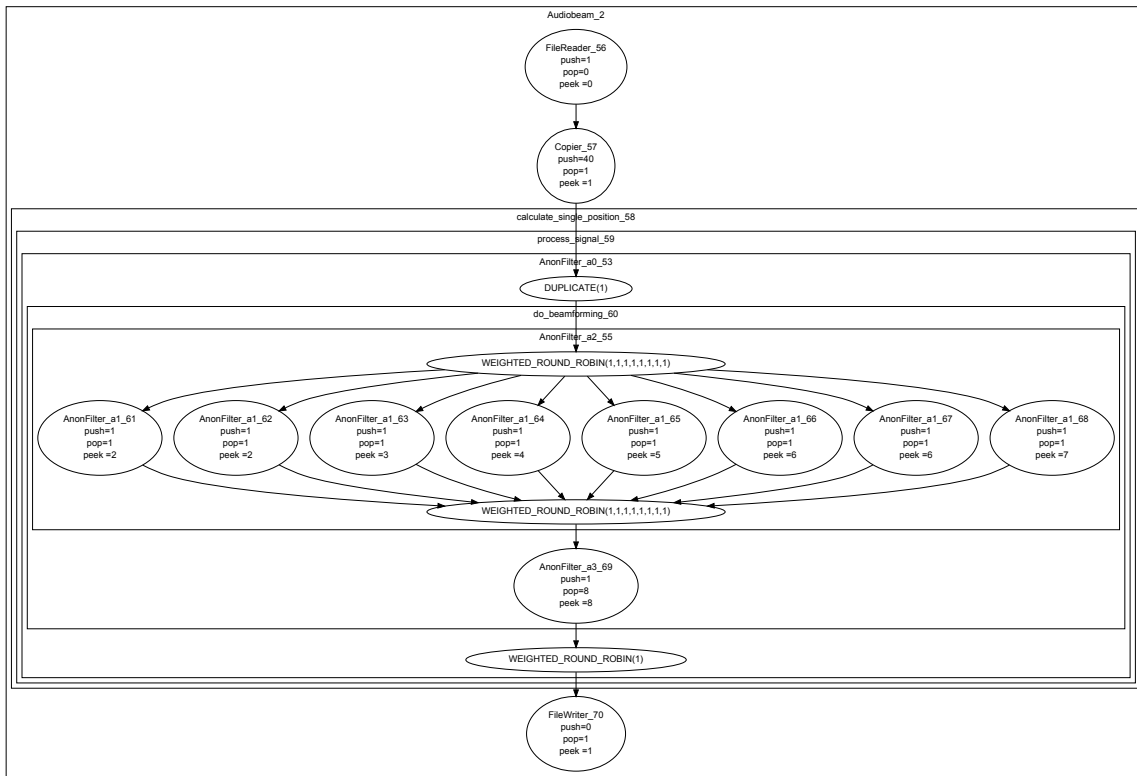 Audiobeam_2
FileReader_56
push=1
pop=0
peek =0
Copier_57
push=40
pop=1
peek =1
calculate_single_position_58
process_signal_59
AnonFilter_a0_53
DUPLICATE(1)
do_beamforming_60
AnonFilter_a2_55
WEIGHTED_ROUND_ROBIN(1,1,1,1,1,1,1,1)
AnonFilter_a1_61
push=1
pop=1
peek =2
AnonFilter_a1_62
push=1
pop=1
peek =2
AnonFilter_a1_63
push=1
pop=1
peek =3
AnonFilter_a1_64
push=1
pop=1
peek =4
AnonFilter_a1_65
push=1
pop=1
peek =5
AnonFilter_a1_66
push=1
pop=1
peek =6
AnonFilter_a1_67
push=1
pop=1
peek =6
AnonFilter_a1_68
push=1
pop=1
peek =7
WEIGHTED_ROUND_ROBIN(1,1,1,1,1,1,1,1)
AnonFilter_a3_69
push=1
pop=8
peek =8
WEIGHTED_ROUND_ROBIN(1)
FileWriter_70
push=0
pop=1
peek =1